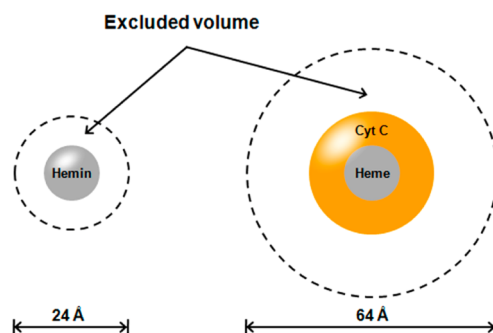 Excluded volume
Hemin
Cyt C
Heme
24 Å
64 Å